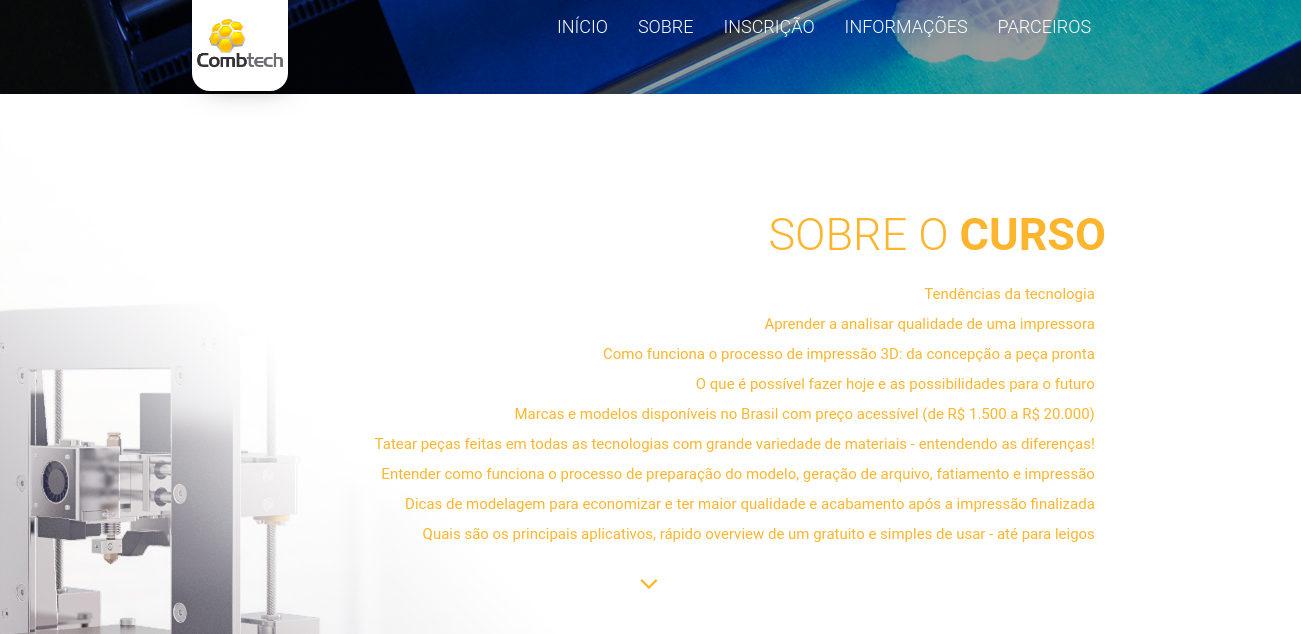 Combtech
INÍCIO SOBRE INSCRIÇÃO INFORMAÇÕES PARCEIROS
SOBRE O CURSO
Tendências da tecnologia
Aprender a analisar qualidade de uma impressora
Como funciona o processo de impressão 3D: da concepção a peça pronta
O que é possível fazer hoje e as possibilidades para o futuro
Marcas e modelos disponíveis no Brasil com preço acessível (de R$ 1.500 a R$ 20.000)
Tatear peças feitas em todas as tecnologias com grande variedade de materiais - entendendo as diferenças!
Entender como funciona o processo de preparação do modelo, geração de arquivo, fatiamento e impressão
Dicas de modelagem para economizar e ter maior qualidade e acabamento após a impressão finalizada
Quais são os principais aplicativos, rápido overview de um gratuito e simples de usar - até para leigos